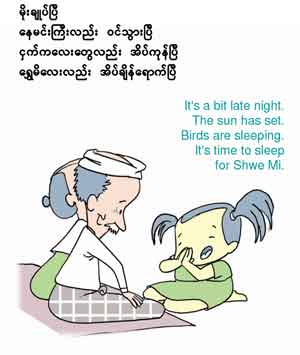 မိုးချုပ်ပြီ
နေမင်းကြီးလည်း ဝင်သွားပြီ
ငှက်ကလေးတွေလည်း အိပ်ကုန်ပြီ
ရွှေမိလေးလည်း အိပ်ချိန်ရောက်ပြီ
It's a bit late night.
The sun has set.
Birds are sleeping.
It's time to sleep
for Shwe Mi.